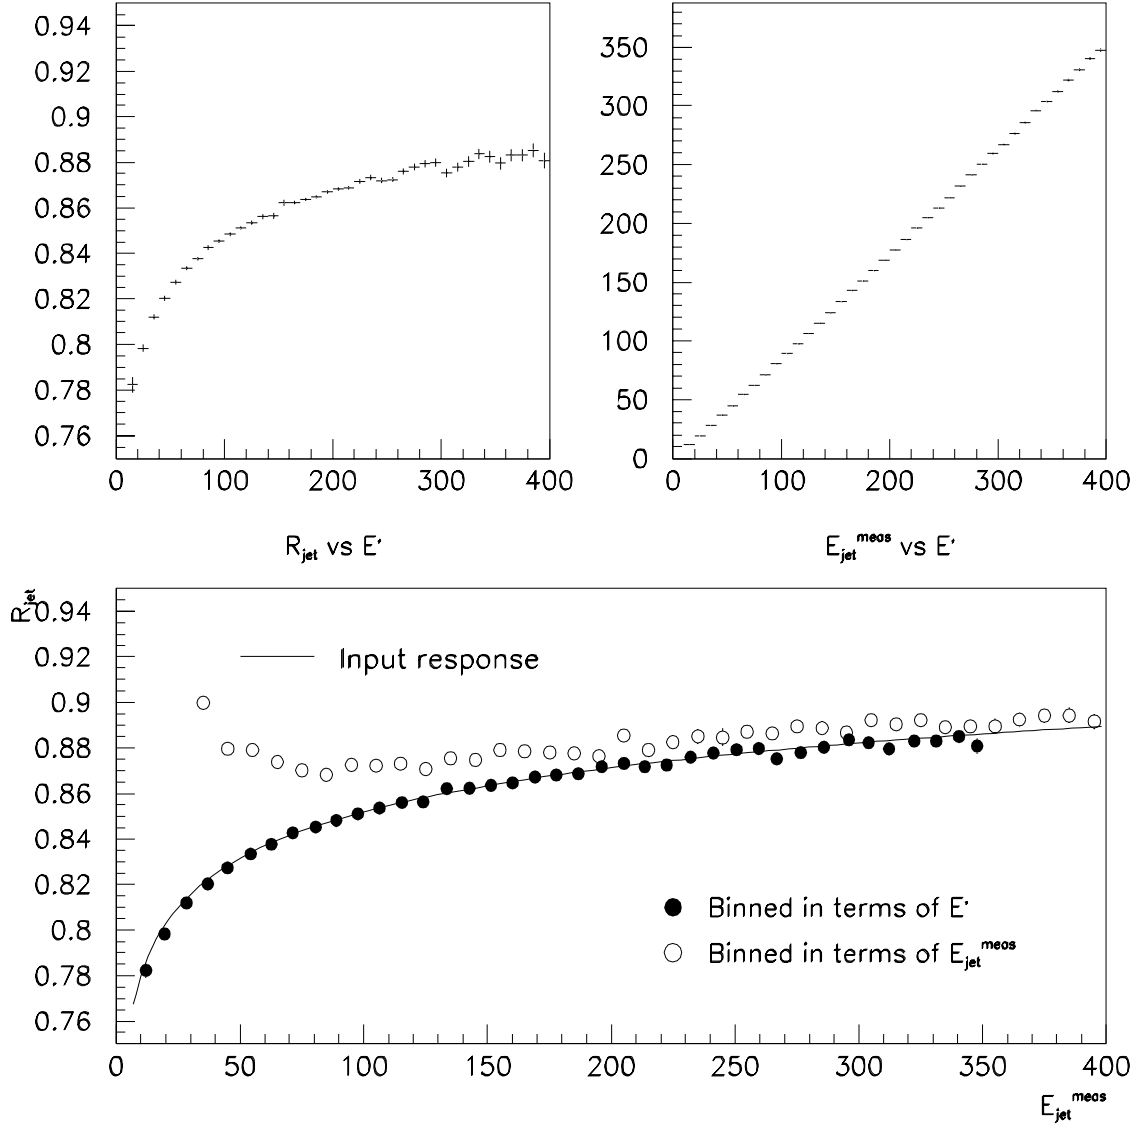 0.94
0.92
0.9
0.88
0.86
0.84
0.82
0.8
0.78
0.76
0 100 200 300 400
R_jet vs E'
350
300
250
200
150
100
50
0
0 100 200 300 400
E_jet^meas vs E'
R_jet
0.94
0.92
0.9
0.88
0.86
0.84
0.82
0.8
0.78
0.76
Input response
Binned in terms of E'
Binned in terms of E_jet^meas
0 50 100 150 200 250 300 350 400
E_jet^meas